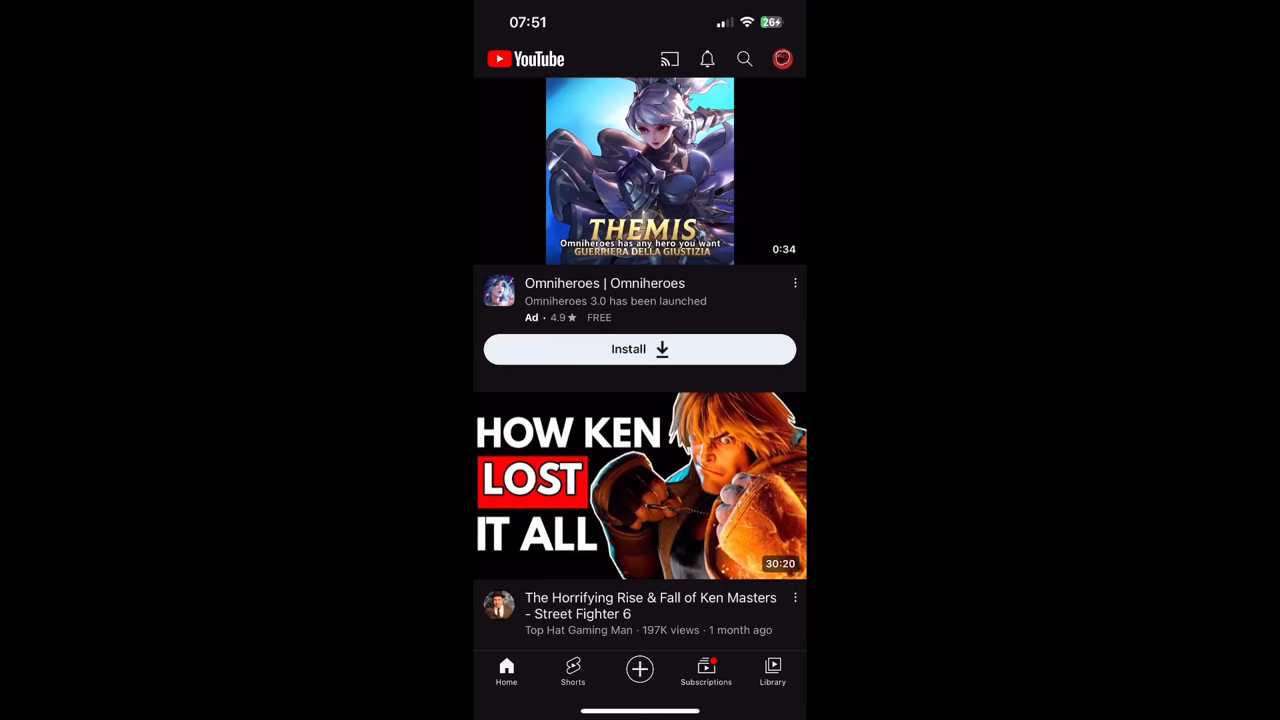 07:51
26
YouTube
THEMIS
Omniheroes has any hero you want
GUERRIERA DELLA GIUSTIZIA
0:34
Omniheroes | Omniheroes
Omniheroes 3.0 has been launched
Ad · 4.9★ FREE
Install
HOW KEN
LOST
IT ALL
30:20
The Horrifying Rise & Fall of Ken Masters
- Street Fighter 6
Top Hat Gaming Man · 197K views · 1 month ago
Home
Shorts
Subscriptions
Library